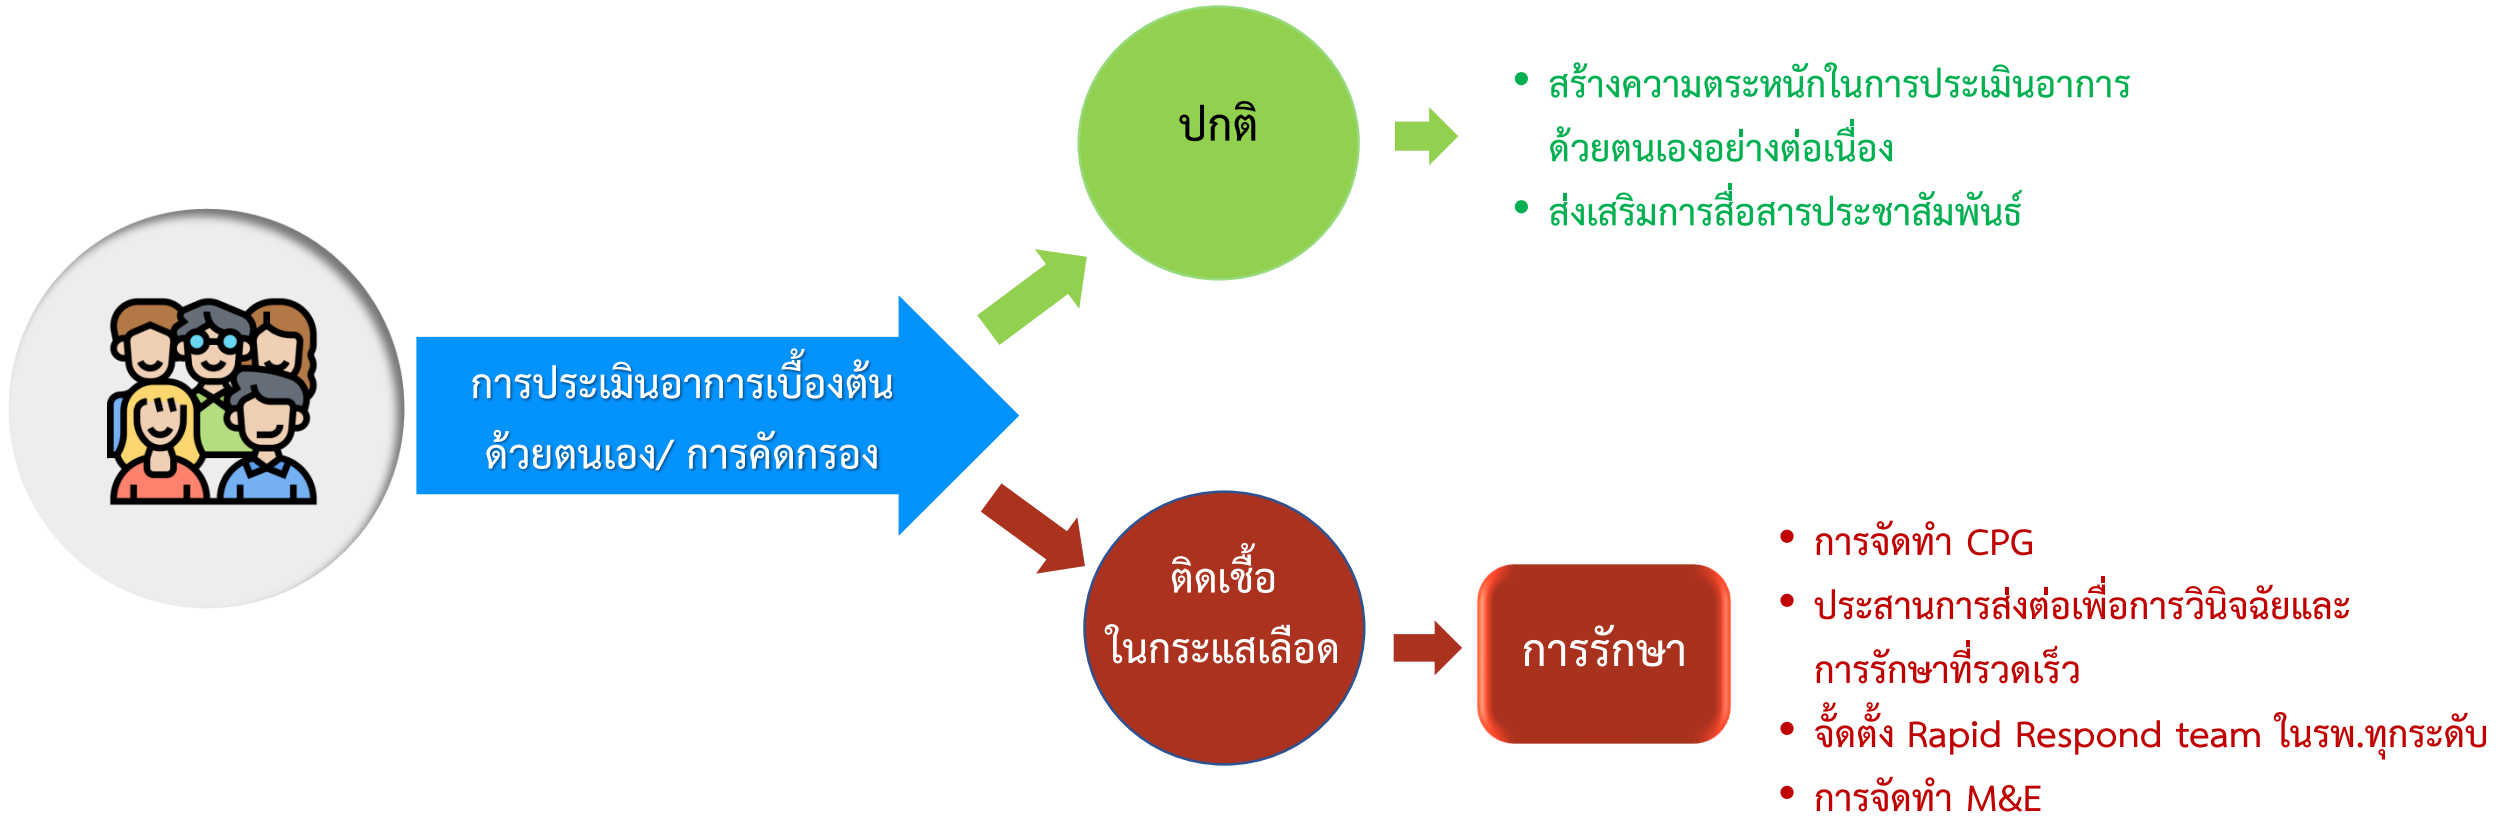 การประเมินอาการเบื้องต้น
ด้วยตนเอง/ การคัดกรอง
ปกติ
• สร้างความตระหนักในการประเมินอาการ
ด้วยตนเองอย่างต่อเนื่อง
• ส่งเสริมการสื่อสารประชาสัมพันธ์
ติดเชื้อ
ในกระแสเลือด
การรักษา
• การจัดทำ CPG
• ประสานการส่งต่อเพื่อการวินิจฉัยและ
การรักษาที่รวดเร็ว
• จั้ดตั้ง Rapid Respond team ในรพ.ทุกระดับ
• การจัดทำ M&E